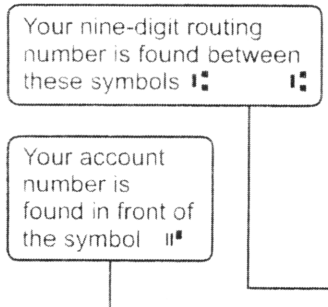 Your nine-digit routing
number is found between
these symbols ⑆ ⑆
Your account
number is
found in front of
the symbol ⑈